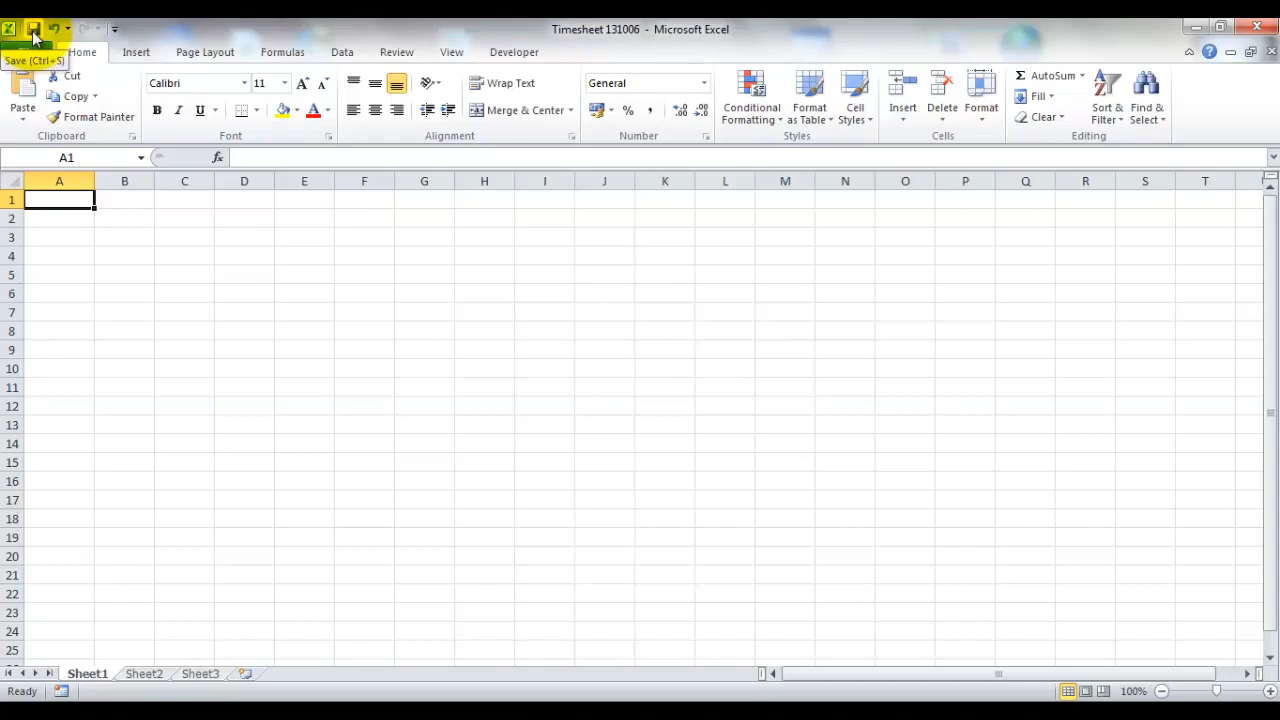 Timesheet 131006 - Microsoft Excel
Save (Ctrl+S)
Home Insert Page Layout Formulas Data Review View Developer
Paste Cut Copy Format Painter
Clipboard
Calibri 11
B I U A A A
Font
Wrap Text
Merge & Center
Alignment
General
% ,
Number
Conditional Formatting Format as Table Cell Styles
Styles
Insert Delete Format
Cells
Σ AutoSum Fill Clear Sort & Filter Find & Select
Editing
A1 fx
A B C D E F G H I J K L M N O P Q R S T
1
2
3
4
5
6
7
8
9
10
11
12
13
14
15
16
17
18
19
20
21
22
23
24
25
Sheet1 Sheet2 Sheet3
Ready 100%